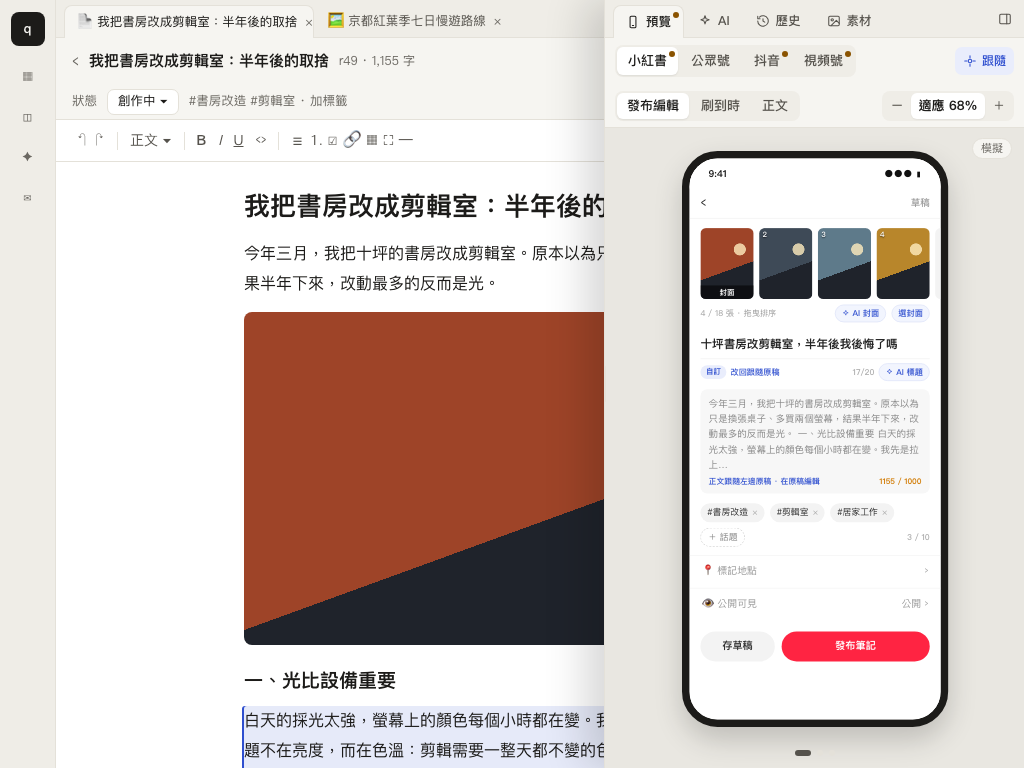 q
我把書房改成剪輯室：半年後的取捨 ×
京都紅葉季七日慢遊路線 ×
我把書房改成剪輯室：半年後的取捨 r49 · 1,155 字
狀態 創作中 #書房改造 #剪輯室 · 加標籤
正文 B I U <> 1.
我把書房改成剪輯室：半年後的
今年三月，我把十坪的書房改成剪輯室。原本以為只
果半年下來，改動最多的反而是光。
一、光比設備重要
白天的採光太強，螢幕上的顏色每個小時都在變。我
題不在亮度，而在色溫：剪輯需要一整天都不變的色
預覽 AI 歷史 素材
小紅書 公眾號 抖音 視頻號 跟隨
發布編輯 刷到時 正文 − 適應 68% +
模擬
9:41
草稿
2 3 4
封面
4 / 18 張 · 拖曳排序 AI 封面 選封面
十坪書房改剪輯室，半年後我後悔了嗎
自訂 改回跟隨原稿 17/20 AI 標題
今年三月，我把十坪的書房改成剪輯室。原本以為
只是換張桌子、多買兩個螢幕，結果半年下來，改
動最多的反而是光。 一、光比設備重要 白天的採
光太強，螢幕上的顏色每個小時都在變。我先是拉
上…
正文跟隨左邊原稿 · 在原稿編輯 1155 / 1000
#書房改造 × #剪輯室 × #居家工作 ×
+ 話題 3 / 10
標記地點
公開可見 公開
存草稿 發布筆記